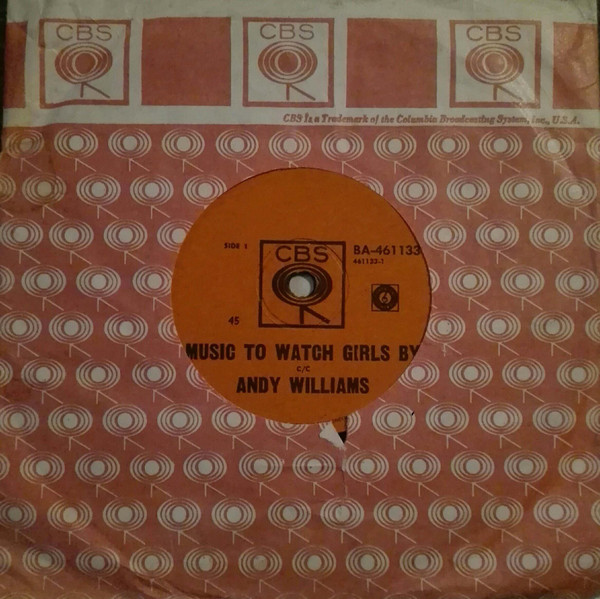 CBS CBS CBS
CBS Is a Trademark of the Columbia Broadcasting System, Inc., U.S.A.
SIDE 1
CBS
BA-461133
461133-1
45
MUSIC TO WATCH GIRLS BY
c/c
ANDY WILLIAMS